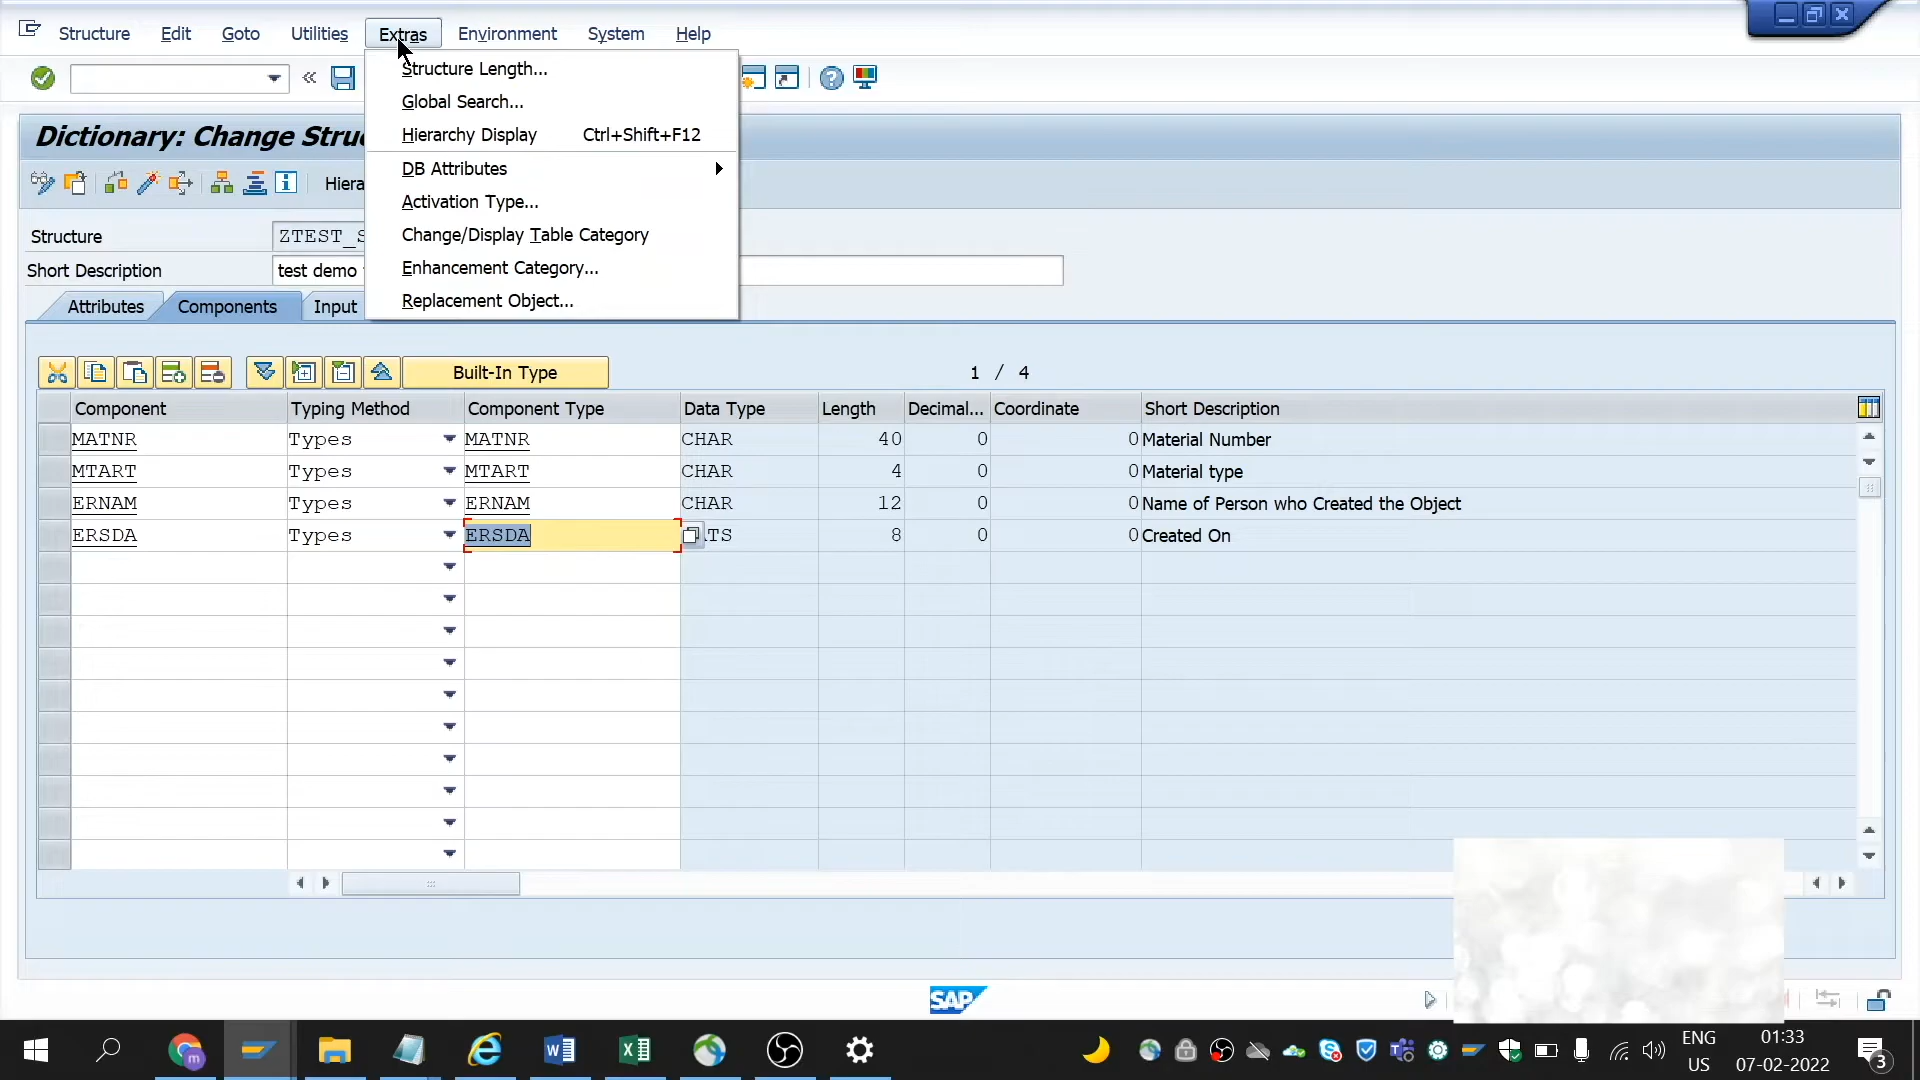 Structure Edit Goto Utilities Extras Environment System Help
Structure Length...
Global Search...
Hierarchy Display Ctrl+Shift+F12
DB Attributes
Activation Type...
Change/Display Table Category
Enhancement Category...
Replacement Object...
Dictionary: Change Struc
Hiera
Structure ZTEST_S
Short Description test demo
Attributes Components Input
Built-In Type 1 / 4
Component Typing Method Component Type Data Type Length Decimal... Coordinate Short Description
MATNR Types MATNR CHAR 40 0 0 Material Number
MTART Types MTART CHAR 4 0 0 Material type
ERNAM Types ERNAM CHAR 12 0 0 Name of Person who Created the Object
ERSDA Types ERSDA ATS 8 0 0 Created On
SAP
ENG 01:33
US 07-02-2022 3